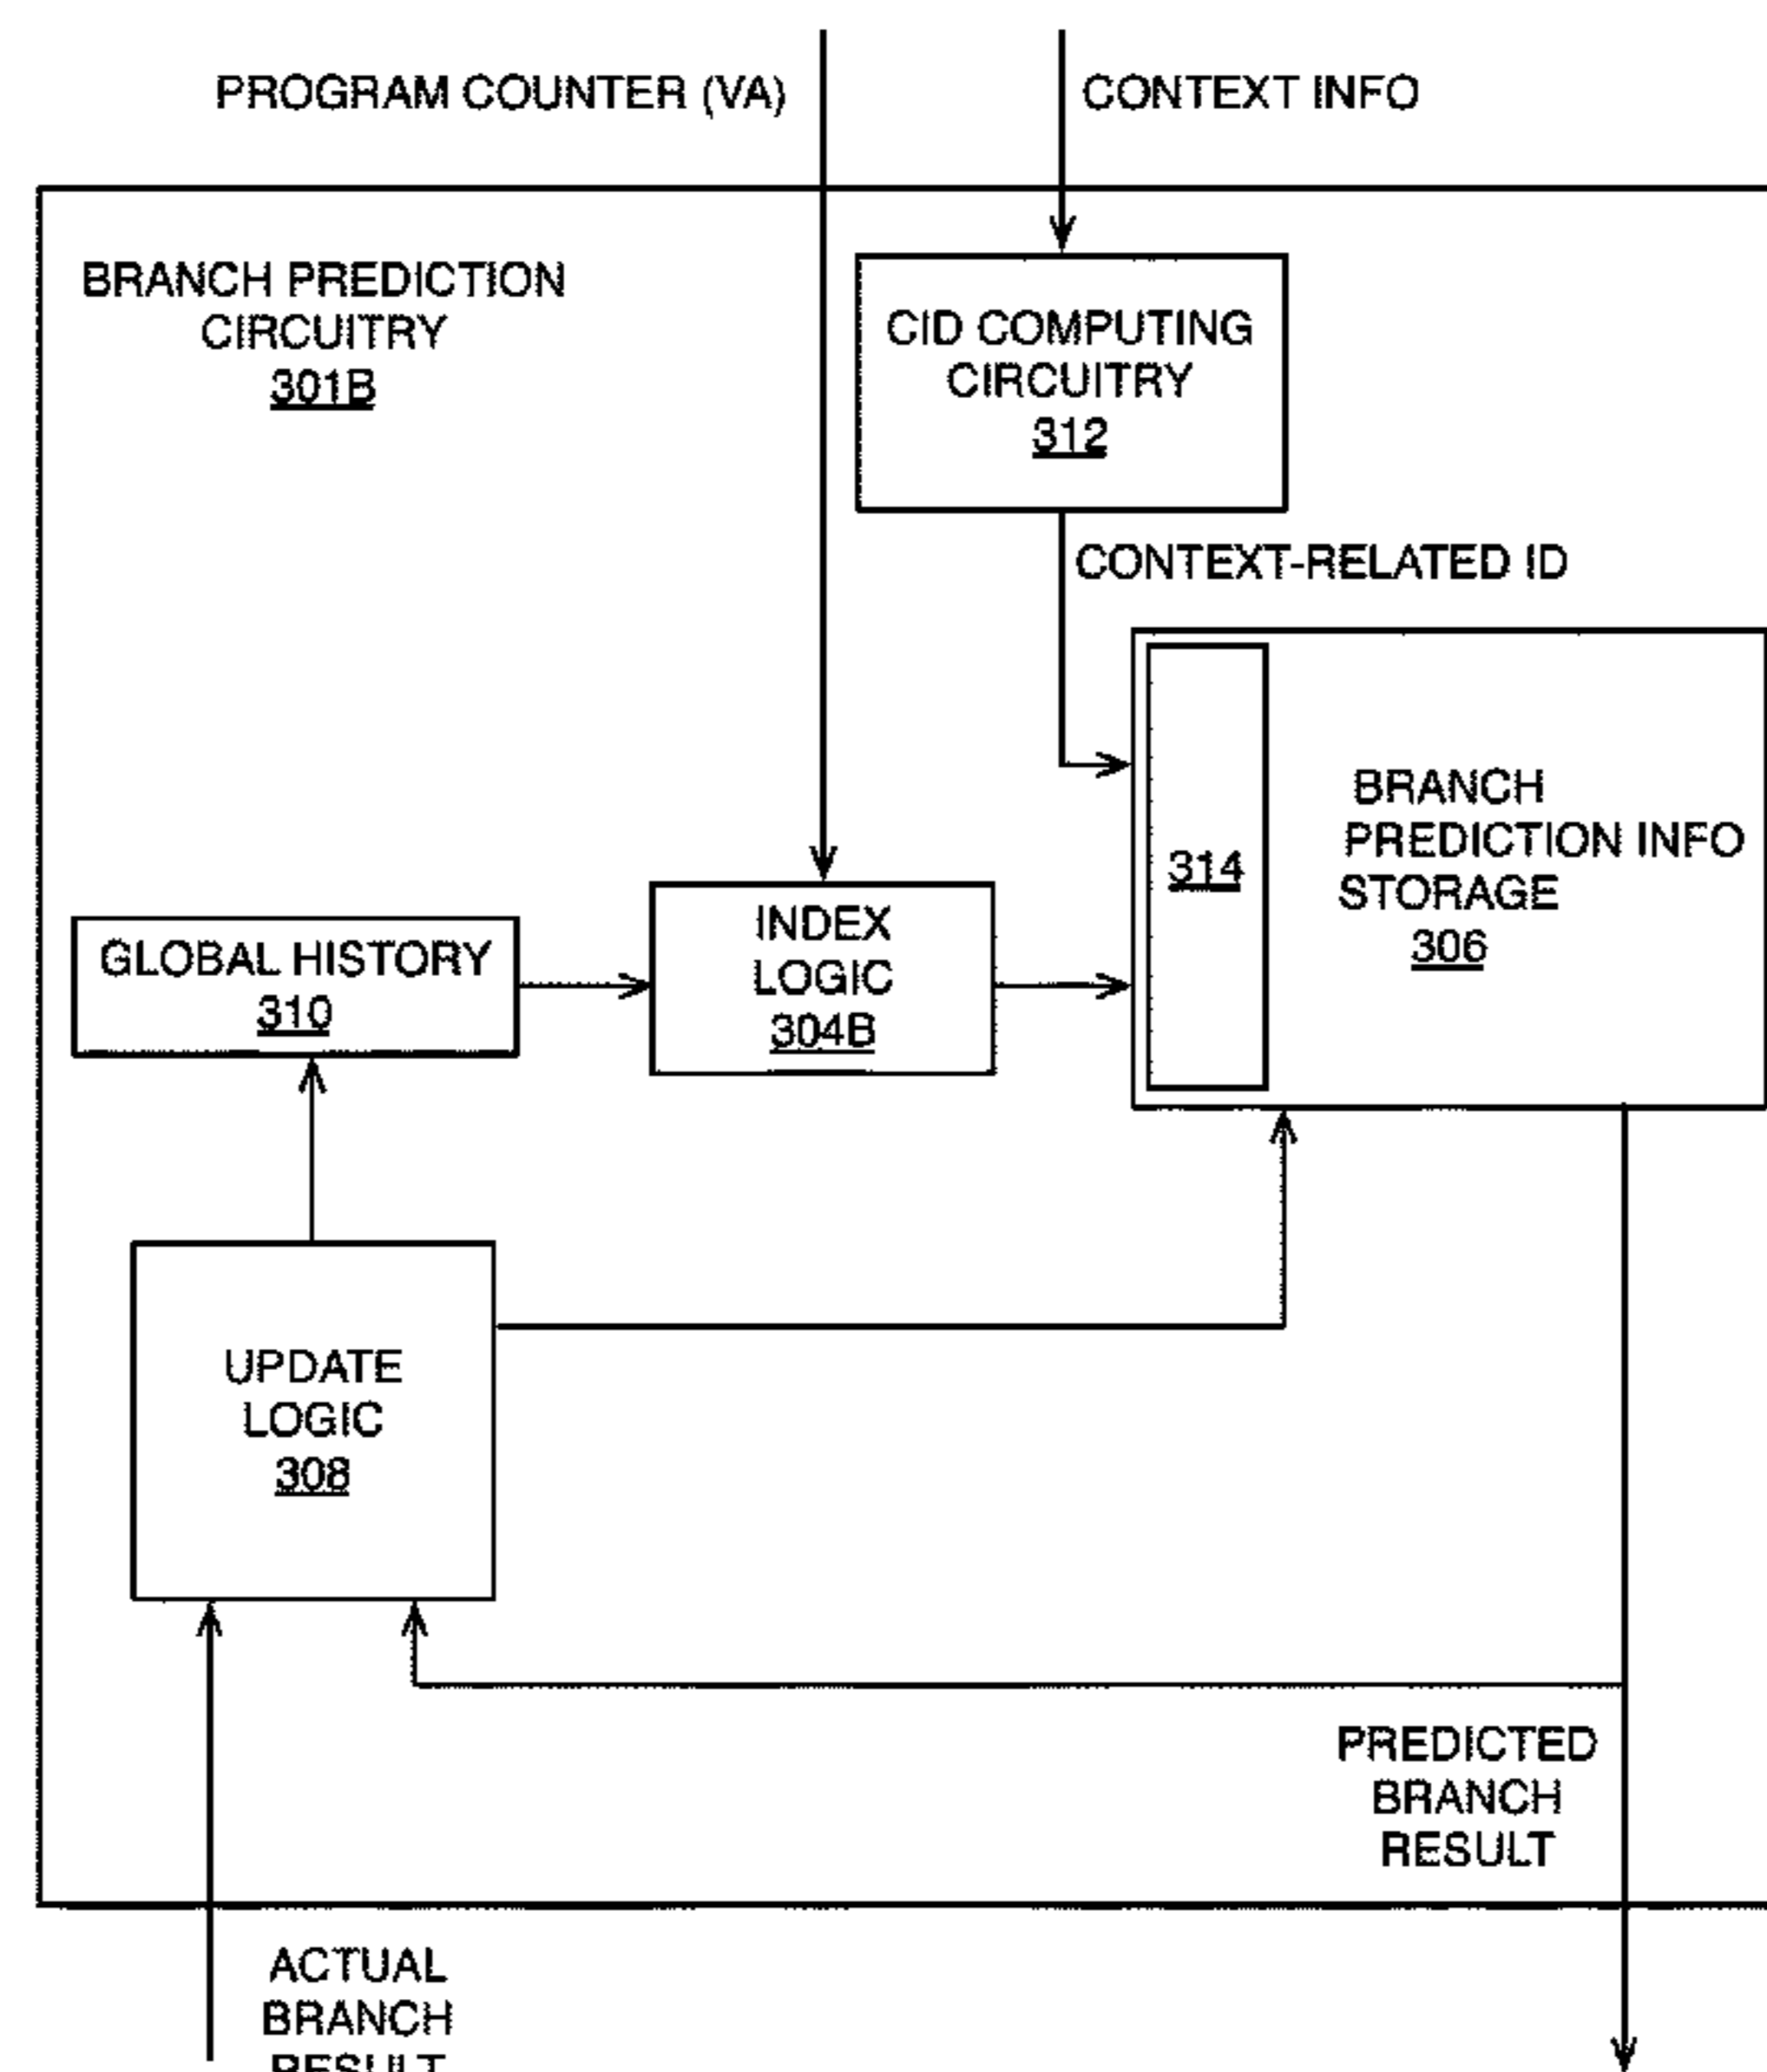 PROGRAM COUNTER (VA)
CONTEXT INFO
BRANCH PREDICTION
CIRCUITRY
301B
CID COMPUTING
CIRCUITRY
312
CONTEXT-RELATED ID
314
BRANCH
PREDICTION INFO
STORAGE
306
INDEX
LOGIC
304B
GLOBAL HISTORY
310
UPDATE
LOGIC
308
PREDICTED
BRANCH
RESULT
ACTUAL
BRANCH
RESULT